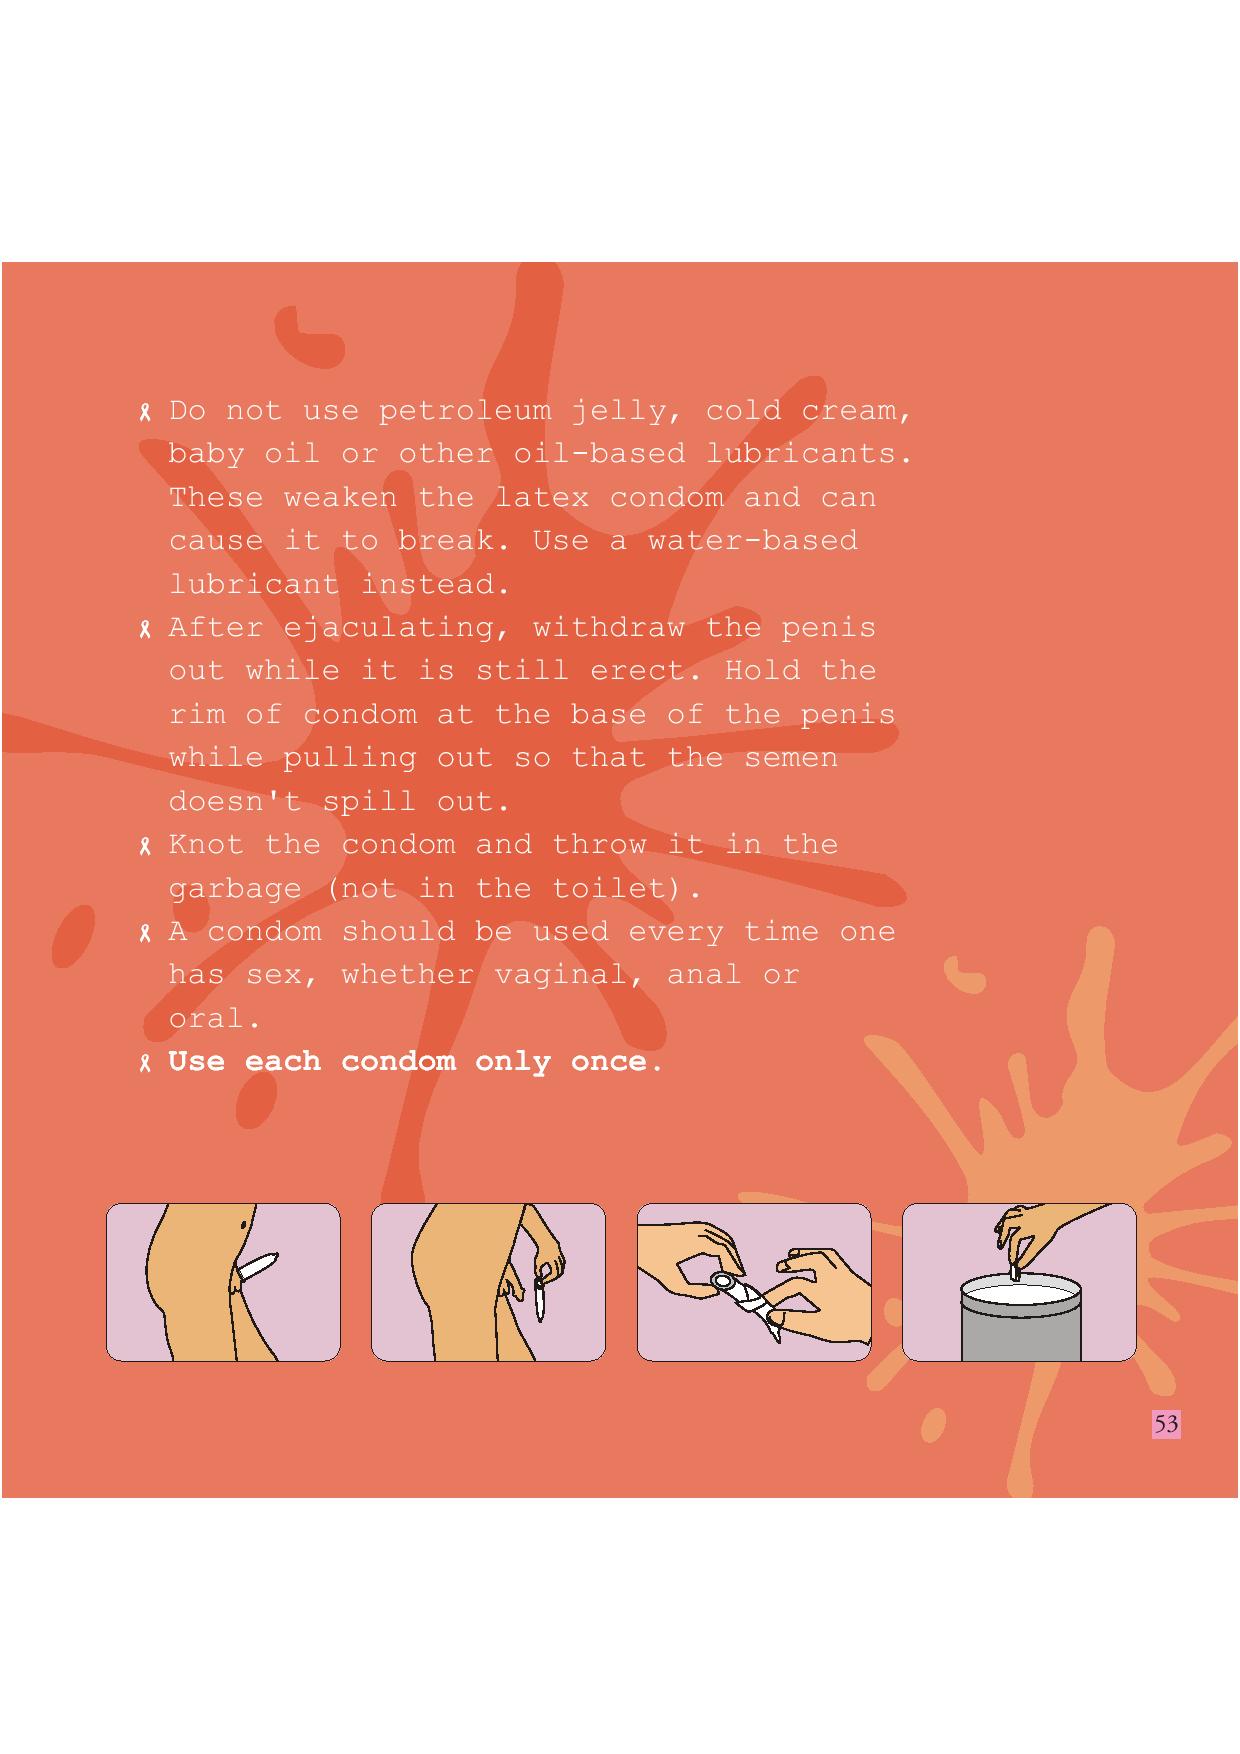 Do not use petroleum jelly, cold cream,
baby oil or other oil-based lubricants.
These weaken the latex condom and can
cause it to break. Use a water-based
lubricant instead.
After ejaculating, withdraw the penis
out while it is still erect. Hold the
rim of condom at the base of the penis
while pulling out so that the semen
doesn't spill out.
Knot the condom and throw it in the
garbage (not in the toilet).
A condom should be used every time one
has sex, whether vaginal, anal or
oral.
Use each condom only once.
53